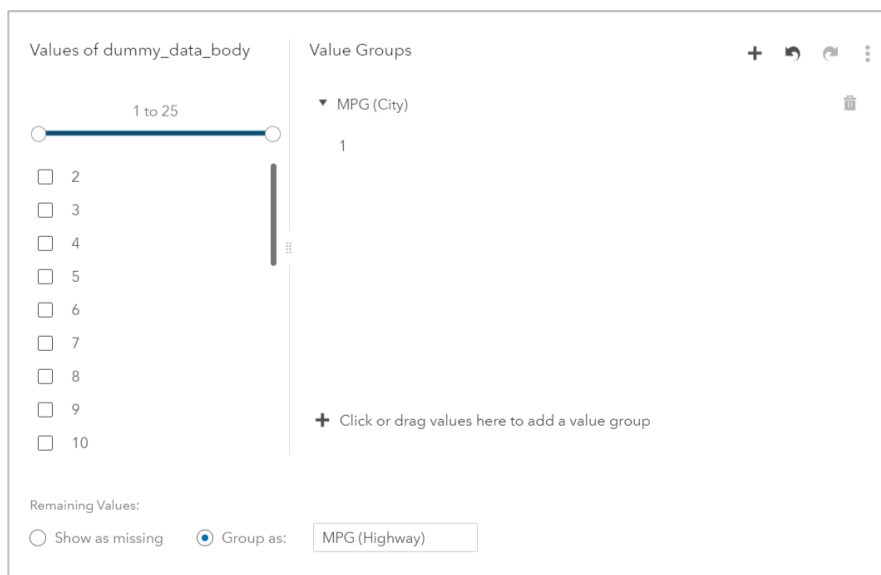 Values of dummy_data_body
1 to 25
2
3
4
5
6
7
8
9
10
Value Groups
MPG (City)
1
Click or drag values here to add a value group
Remaining Values:
Show as missing
Group as:
MPG (Highway)